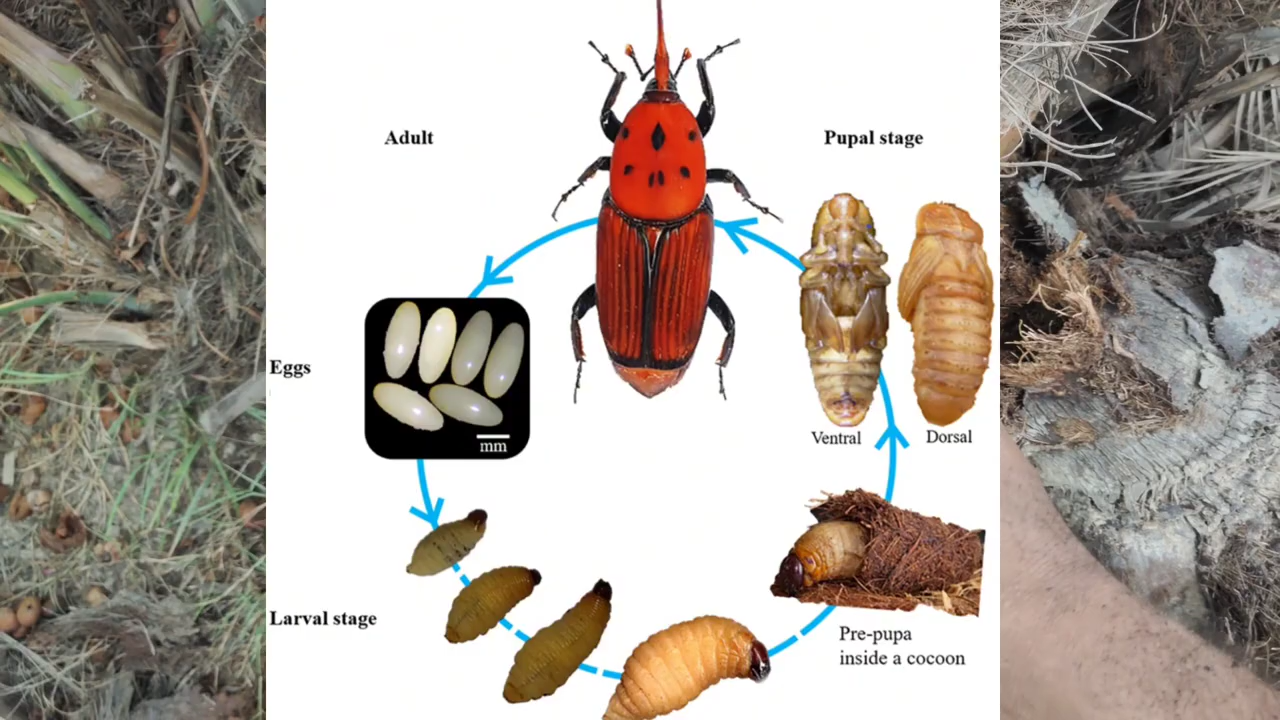 Adult
Pupal stage
Eggs
mm
Ventral
Dorsal
Larval stage
Pre-pupa
inside a cocoon